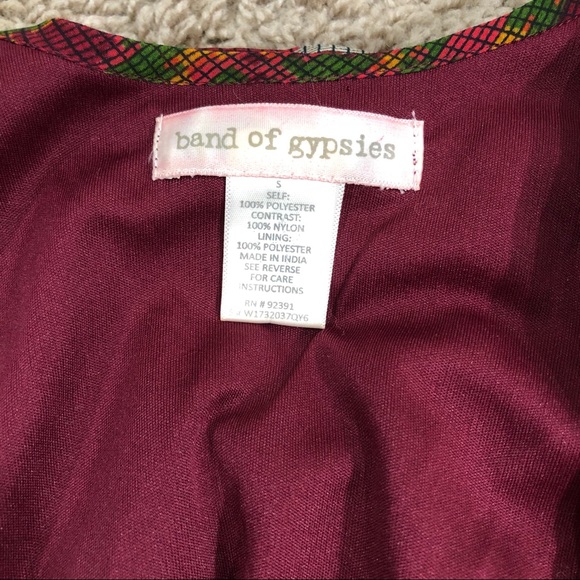 band of gypsies
S
SELF:
100% POLYESTER
CONTRAST:
100% NYLON
LINING:
100% POLYESTER
MADE IN INDIA
SEE REVERSE
FOR CARE
INSTRUCTIONS
RN # 92391
W1732037QY6